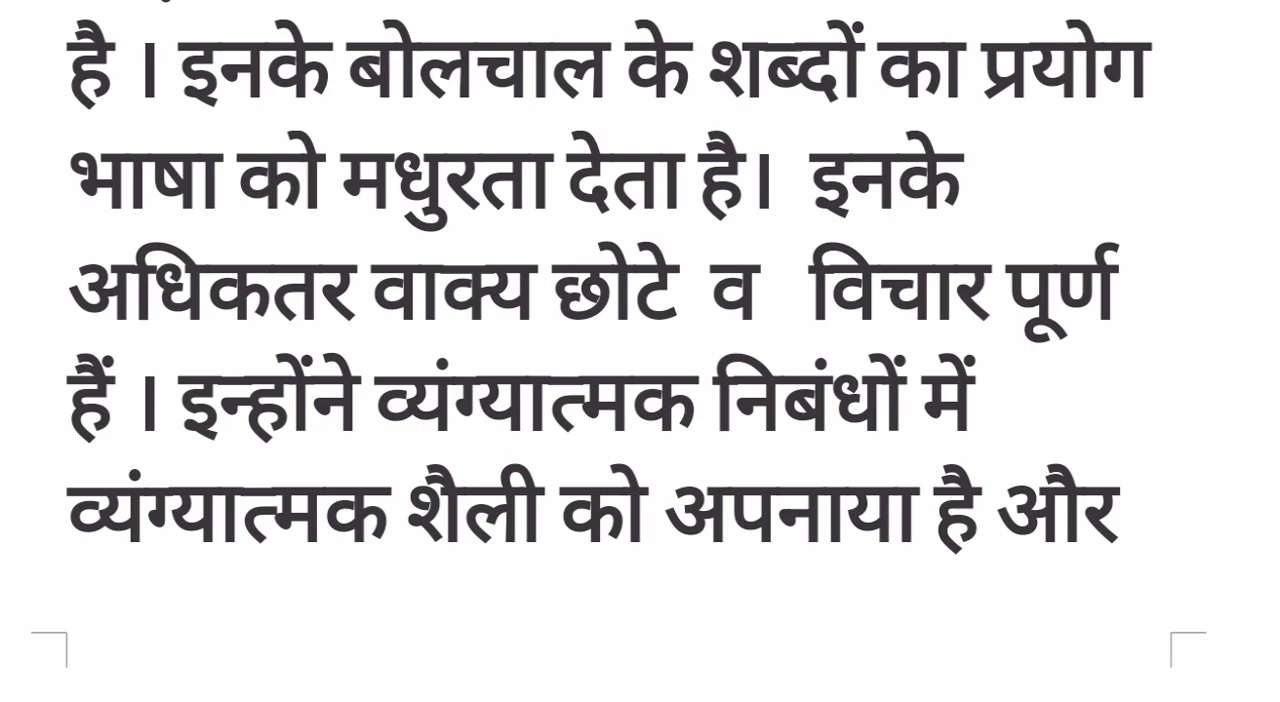 है । इनके बोलचाल के शब्दों का प्रयोग
भाषा को मधुरता देता है। इनके
अधिकतर वाक्य छोटे व विचार पूर्ण
हैं । इन्होंने व्यंग्यात्मक निबंधों में
व्यंग्यात्मक शैली को अपनाया है और